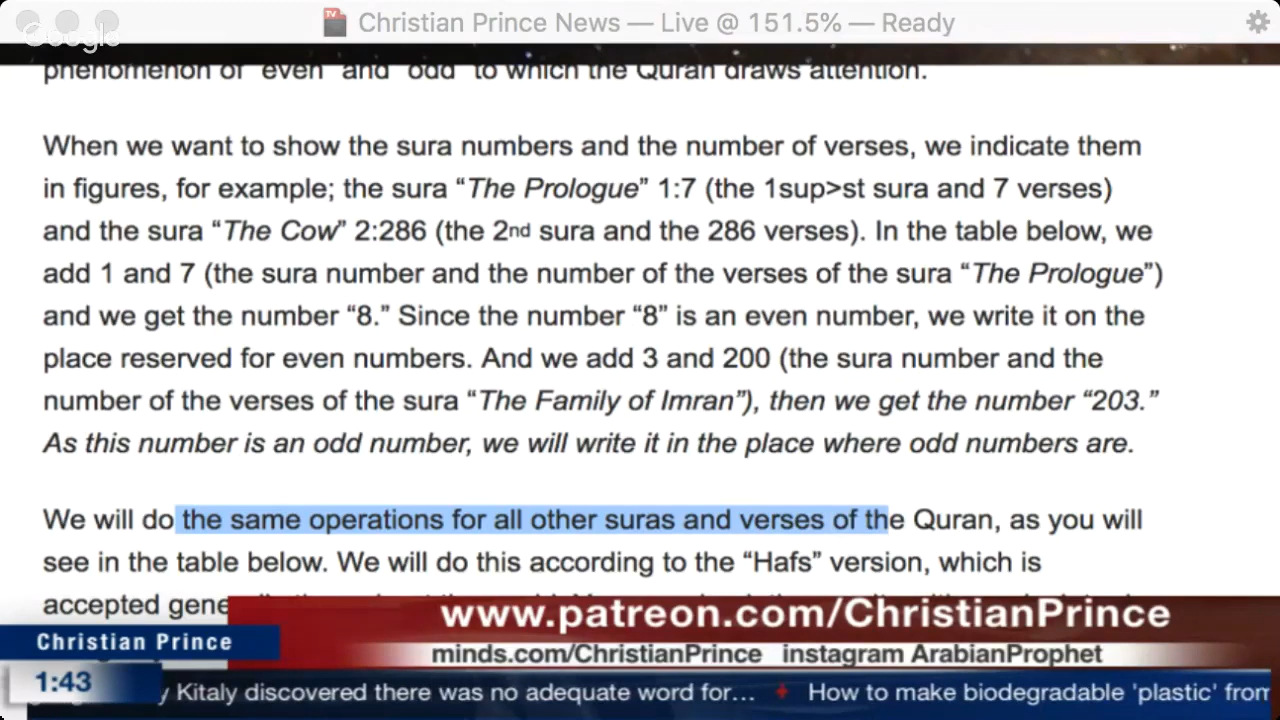 Christian Prince News — Live @ 151.5% — Ready
Google
phenomenon of "even" and "odd" to which the Quran draws attention.
When we want to show the sura numbers and the number of verses, we indicate them
in figures, for example; the sura “The Prologue” 1:7 (the 1sup>st sura and 7 verses)
and the sura “The Cow” 2:286 (the 2nd sura and the 286 verses). In the table below, we
add 1 and 7 (the sura number and the number of the verses of the sura “The Prologue”)
and we get the number “8.” Since the number “8” is an even number, we write it on the
place reserved for even numbers. And we add 3 and 200 (the sura number and the
number of the verses of the sura “The Family of Imran”), then we get the number “203.”
As this number is an odd number, we will write it in the place where odd numbers are.
We will do the same operations for all other suras and verses of the Quran, as you will
see in the table below. We will do this according to the “Hafs” version, which is
accepted
www.patreon.com/ChristianPrince
Christian Prince
minds.com/ChristianPrince instagram ArabianProphet
1:43
y Kitaly discovered there was no adequate word for... How to make biodegradable 'plastic' from